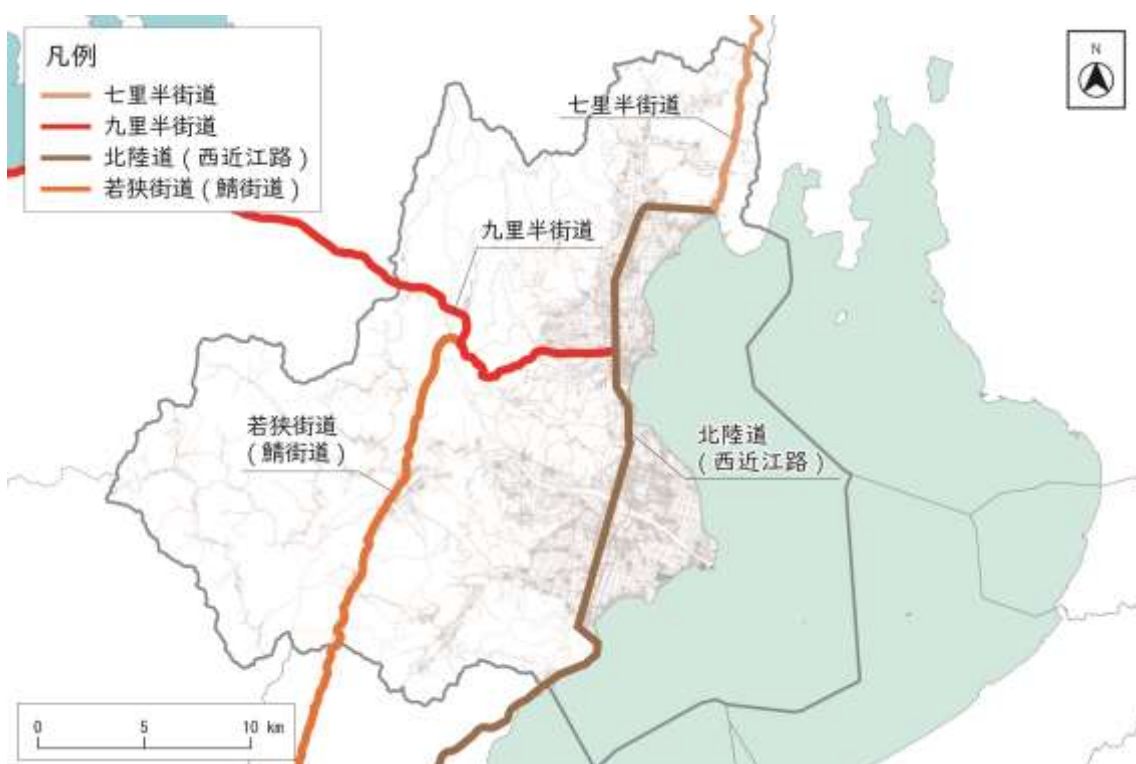 凡例
七里半街道
九里半街道
北陸道(西近江路)
若狭街道(鯖街道)
N
七里半街道
九里半街道
若狭街道
(鯖街道)
北陸道
(西近江路)
0 5 10 km